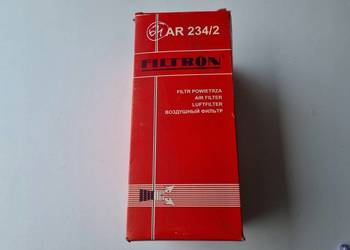 AR 234/2
FILTRON
FILTR POWIETRZA
AIR FILTER
LUFTFILTER
ВОЗДУШНЫЙ ФИЛЬТР